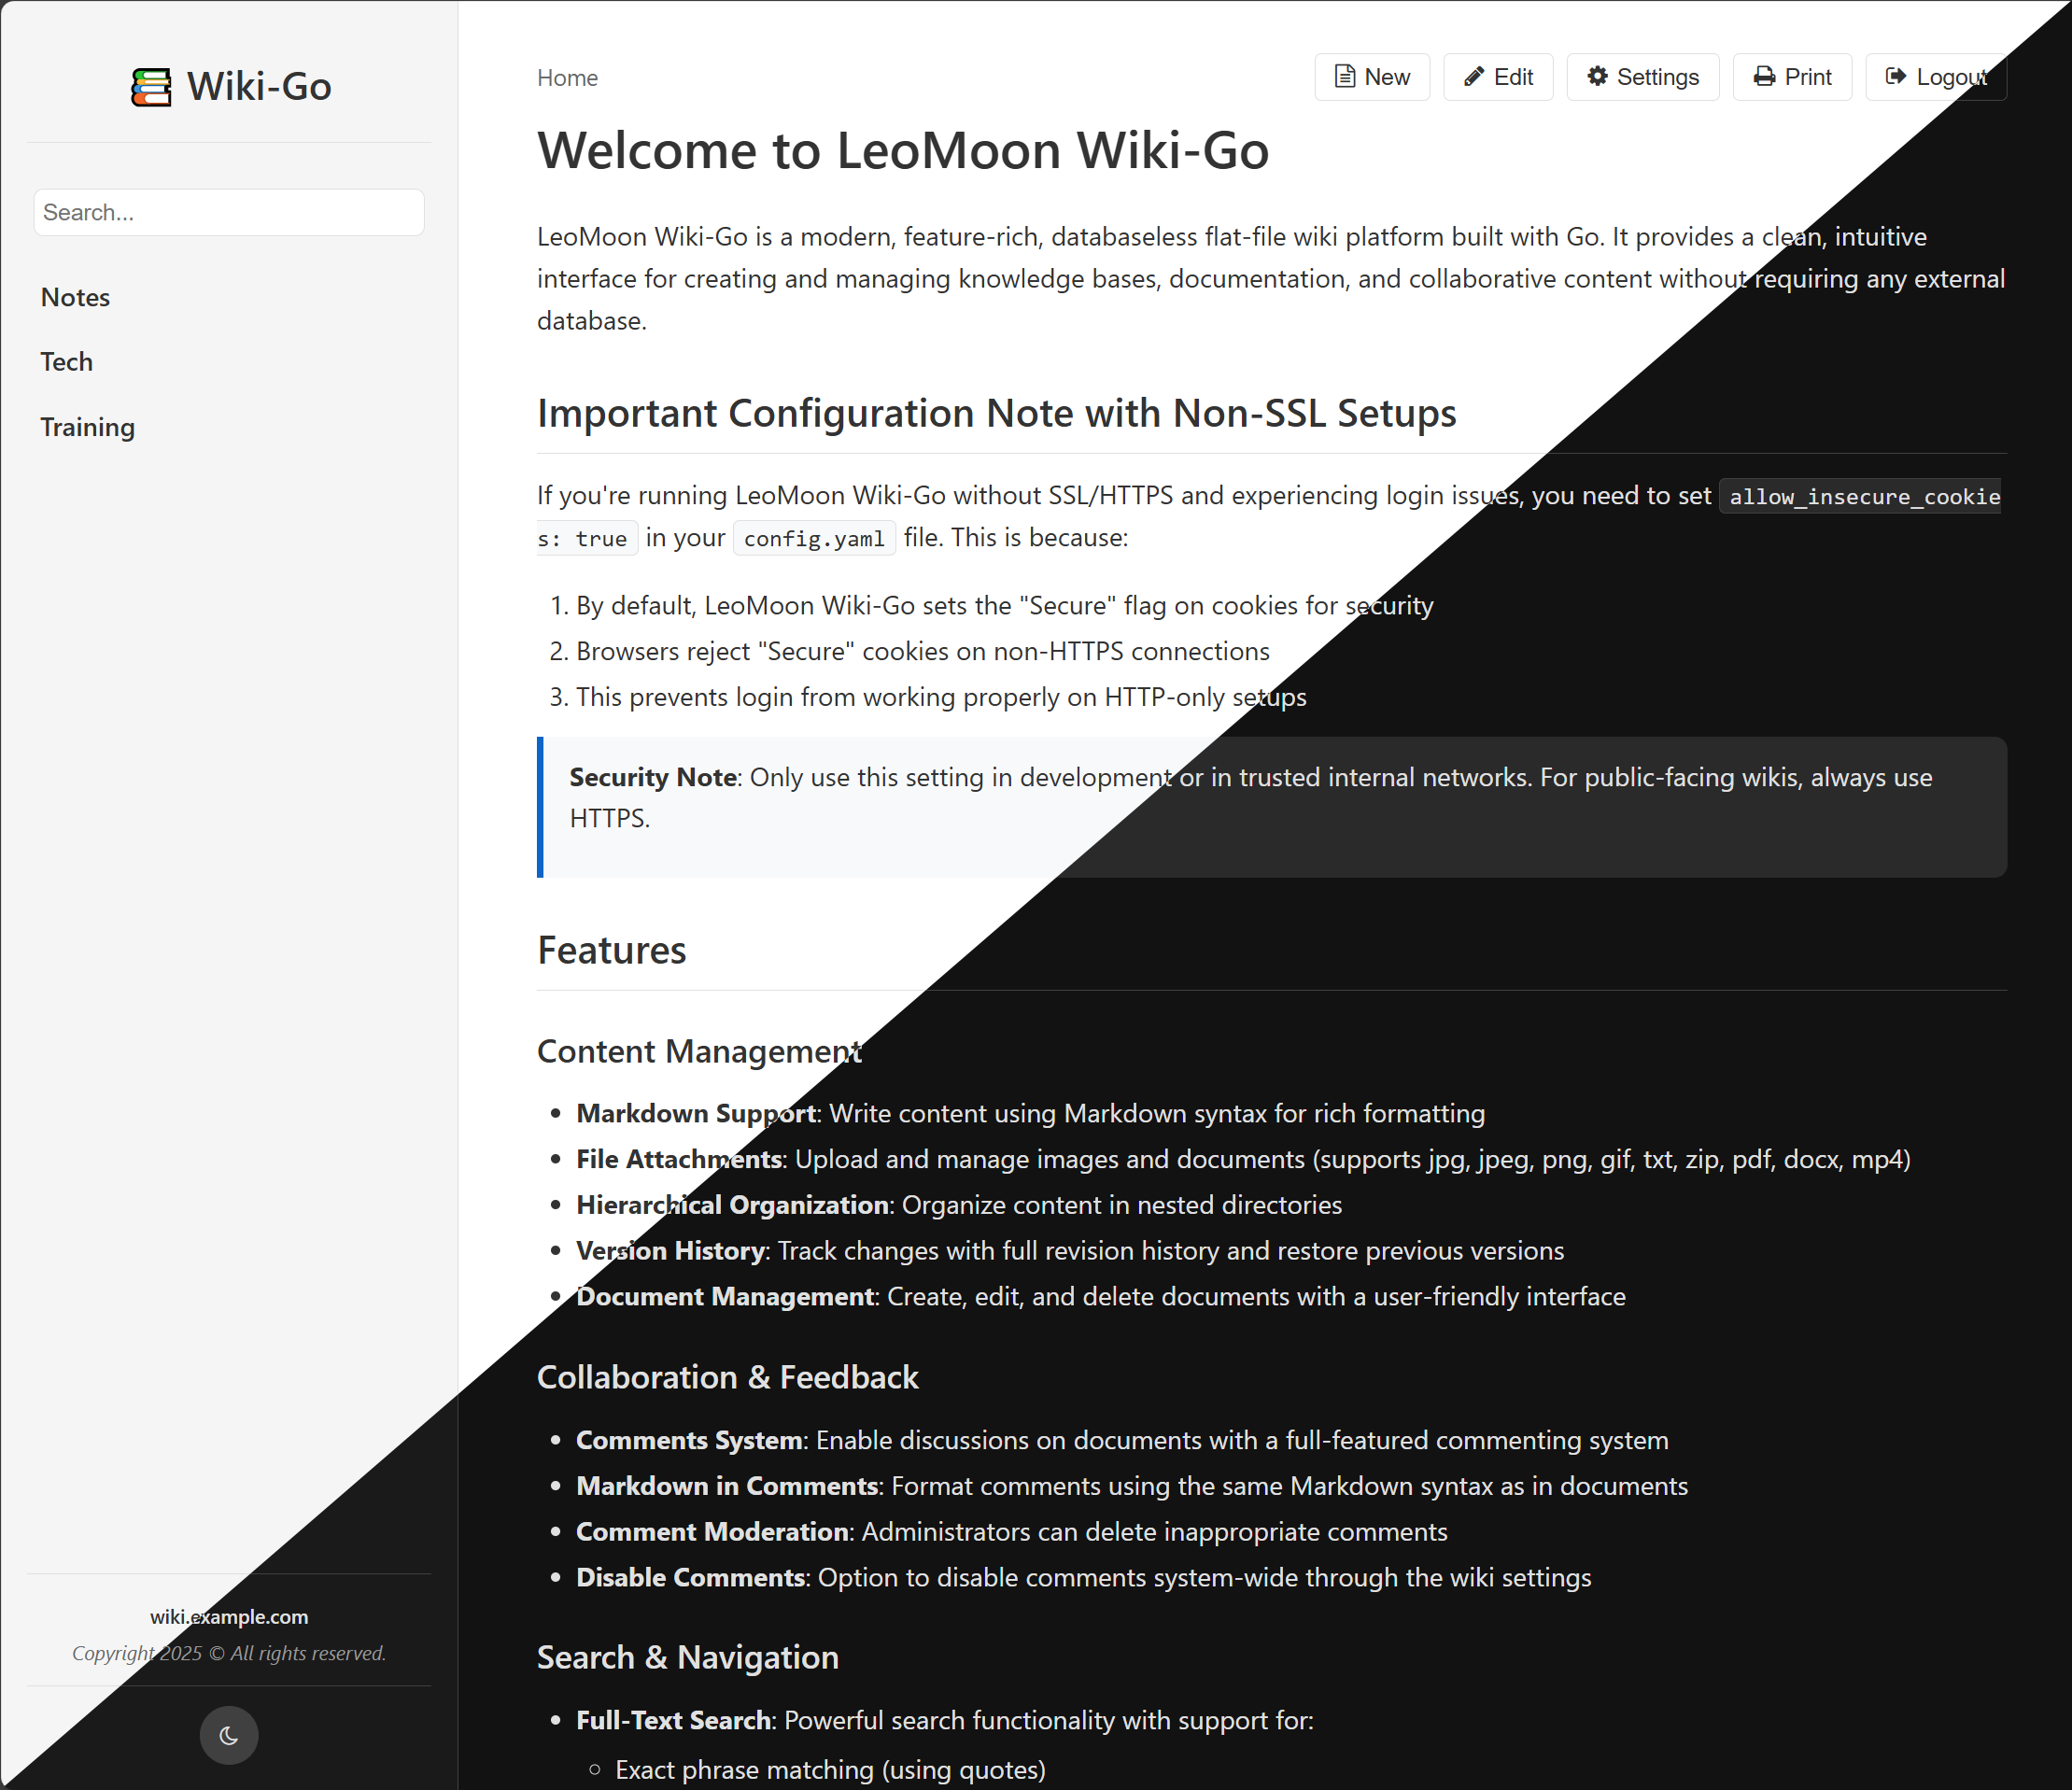 Wiki-Go
Search...
Notes
Tech
Training
wiki.example.com
Copyright 2025 © All rights reserved.
Home
New
Edit
Settings
Print
Logout
Welcome to LeoMoon Wiki-Go
LeoMoon Wiki-Go is a modern, feature-rich, databaseless flat-file wiki platform built with Go. It provides a clean, intuitive
interface for creating and managing knowledge bases, documentation, and collaborative content without requiring any external
database.
Important Configuration Note with Non-SSL Setups
If you're running LeoMoon Wiki-Go without SSL/HTTPS and experiencing login issues, you need to set allow_insecure_cookie
s: true in your config.yaml file. This is because:
1. By default, LeoMoon Wiki-Go sets the "Secure" flag on cookies for security
2. Browsers reject "Secure" cookies on non-HTTPS connections
3. This prevents login from working properly on HTTP-only setups
Security Note: Only use this setting in development or in trusted internal networks. For public-facing wikis, always use
HTTPS.
Features
Content Management
• Markdown Support: Write content using Markdown syntax for rich formatting
• File Attachments: Upload and manage images and documents (supports jpg, jpeg, png, gif, txt, zip, pdf, docx, mp4)
• Hierarchical Organization: Organize content in nested directories
• Version History: Track changes with full revision history and restore previous versions
• Document Management: Create, edit, and delete documents with a user-friendly interface
Collaboration & Feedback
• Comments System: Enable discussions on documents with a full-featured commenting system
• Markdown in Comments: Format comments using the same Markdown syntax as in documents
• Comment Moderation: Administrators can delete inappropriate comments
• Disable Comments: Option to disable comments system-wide through the wiki settings
Search & Navigation
• Full-Text Search: Powerful search functionality with support for:
○ Exact phrase matching (using quotes)